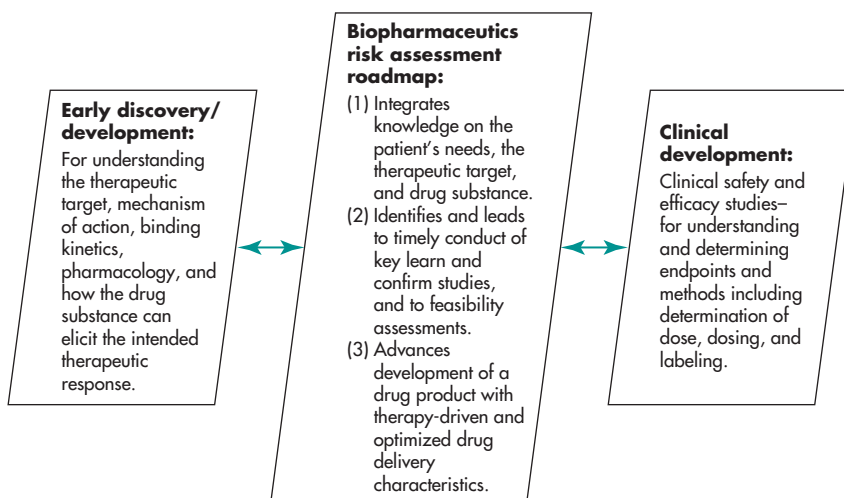 Early discovery/
development:
For understanding
the therapeutic
target, mechanism
of action, binding
kinetics,
pharmacology, and
how the drug
substance can
elicit the intended
therapeutic
response.
Biopharmaceutics
risk assessment
roadmap:
(1) Integrates
knowledge on the
patient's needs, the
therapeutic target,
and drug substance.
(2) Identifies and leads
to timely conduct of
key learn and
confirm studies,
and to feasibility
assessments.
(3) Advances
development of a
drug product with
therapy-driven and
optimized drug
delivery
characteristics.
Clinical
development:
Clinical safety and
efficacy studies–
for understanding
and determining
endpoints and
methods including
determination of
dose, dosing, and
labeling.